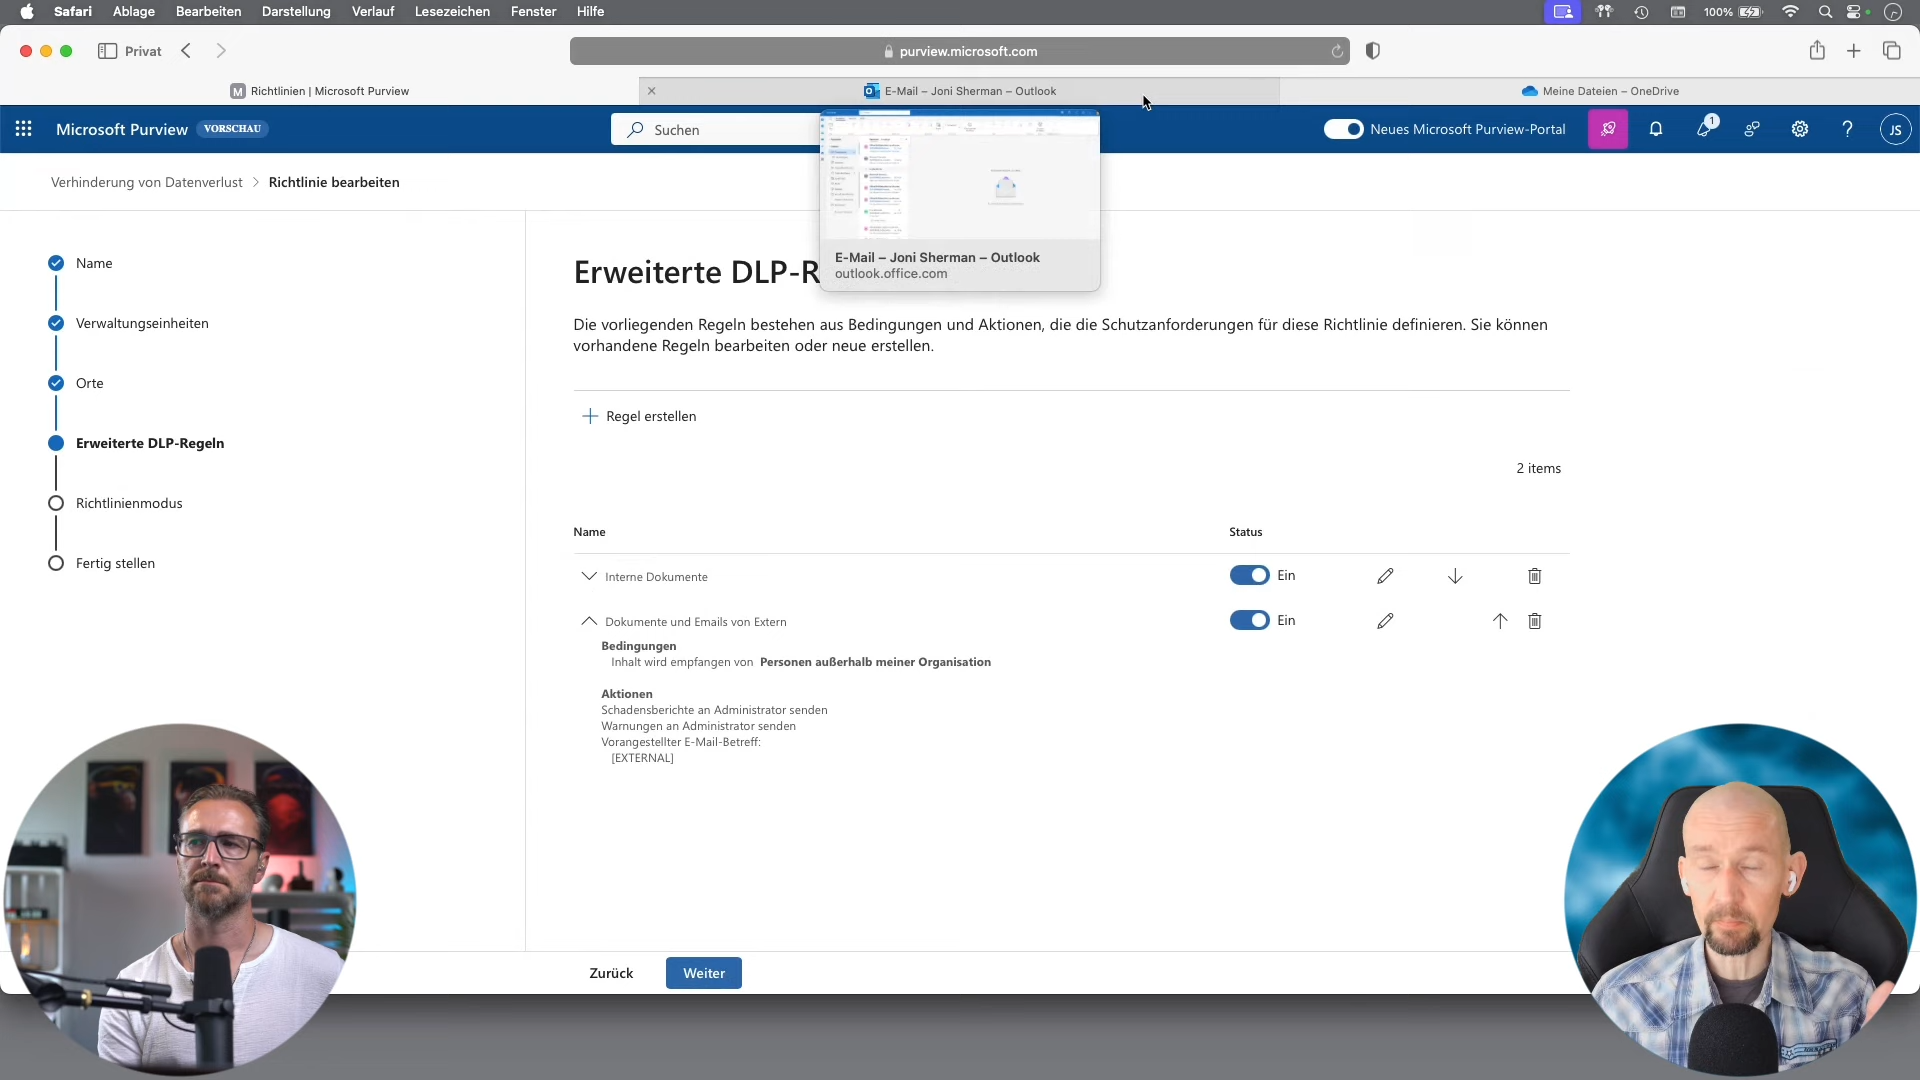 Safari Ablage Bearbeiten Darstellung Verlauf Lesezeichen Fenster Hilfe
100%
Privat
purview.microsoft.com
M Richtlinien | Microsoft Purview
E-Mail – Joni Sherman – Outlook
Meine Dateien – OneDrive
Microsoft Purview VORSCHAU
Suchen
Neues Microsoft Purview-Portal
1
JS
Verhinderung von Datenverlust > Richtlinie bearbeiten
E-Mail – Joni Sherman – Outlook
outlook.office.com
Name
Verwaltungseinheiten
Orte
Erweiterte DLP-Regeln
Richtlinienmodus
Fertig stellen
Erweiterte DLP-R
Die vorliegenden Regeln bestehen aus Bedingungen und Aktionen, die die Schutzanforderungen für diese Richtlinie definieren. Sie können
vorhandene Regeln bearbeiten oder neue erstellen.
+ Regel erstellen
2 items
Name Status
Interne Dokumente Ein
Dokumente und Emails von Extern Ein
Bedingungen
Inhalt wird empfangen von Personen außerhalb meiner Organisation
Aktionen
Schadensberichte an Administrator senden
Warnungen an Administrator senden
Vorangestellter E-Mail-Betreff:
[EXTERNAL]
Zurück Weiter